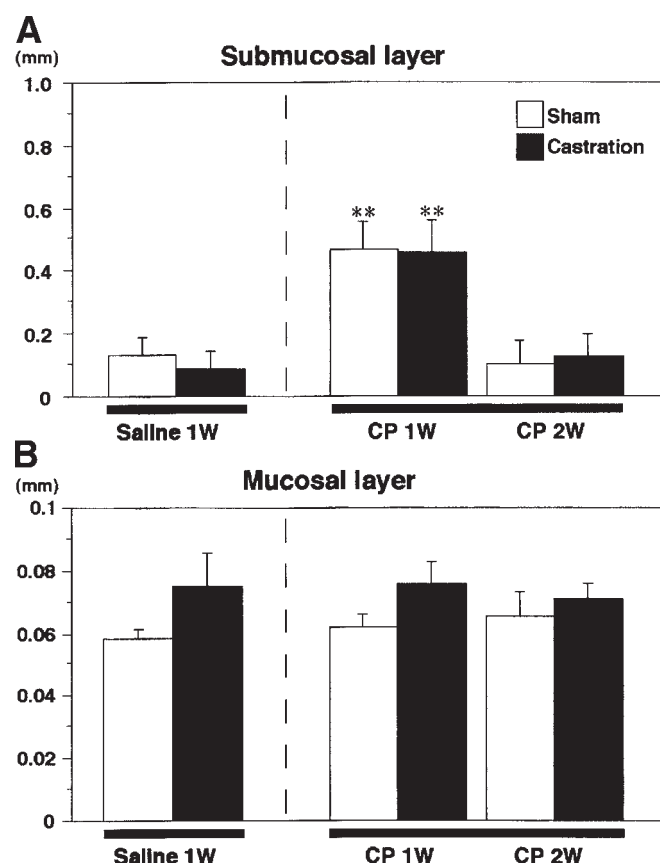 A
(mm)
Submucosal layer
1.0
0.8
0.6
0.4
0.2
0
Sham
Castration
** **
Saline 1W CP 1W CP 2W
B
(mm)
Mucosal layer
0.1
0.08
0.06
0.04
0.02
0
Saline 1W CP 1W CP 2W